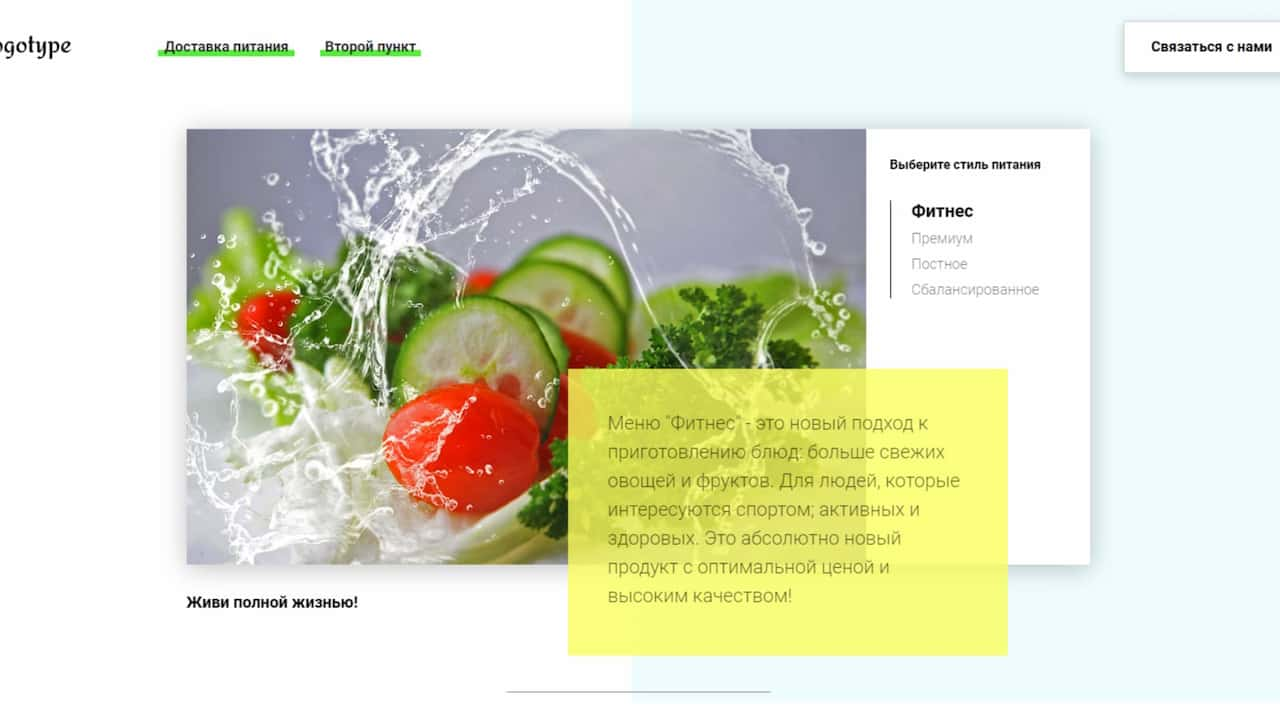 ogotype
Доставка питания
Второй пункт
Связаться с нами
Выберите стиль питания
Фитнес
Премиум
Постное
Сбалансированное
Меню "Фитнес" - это новый подход к
приготовлению блюд: больше свежих
овощей и фруктов. Для людей, которые
интересуются спортом; активных и
здоровых. Это абсолютно новый
продукт с оптимальной ценой и
высоким качеством!
Живи полной жизнью!